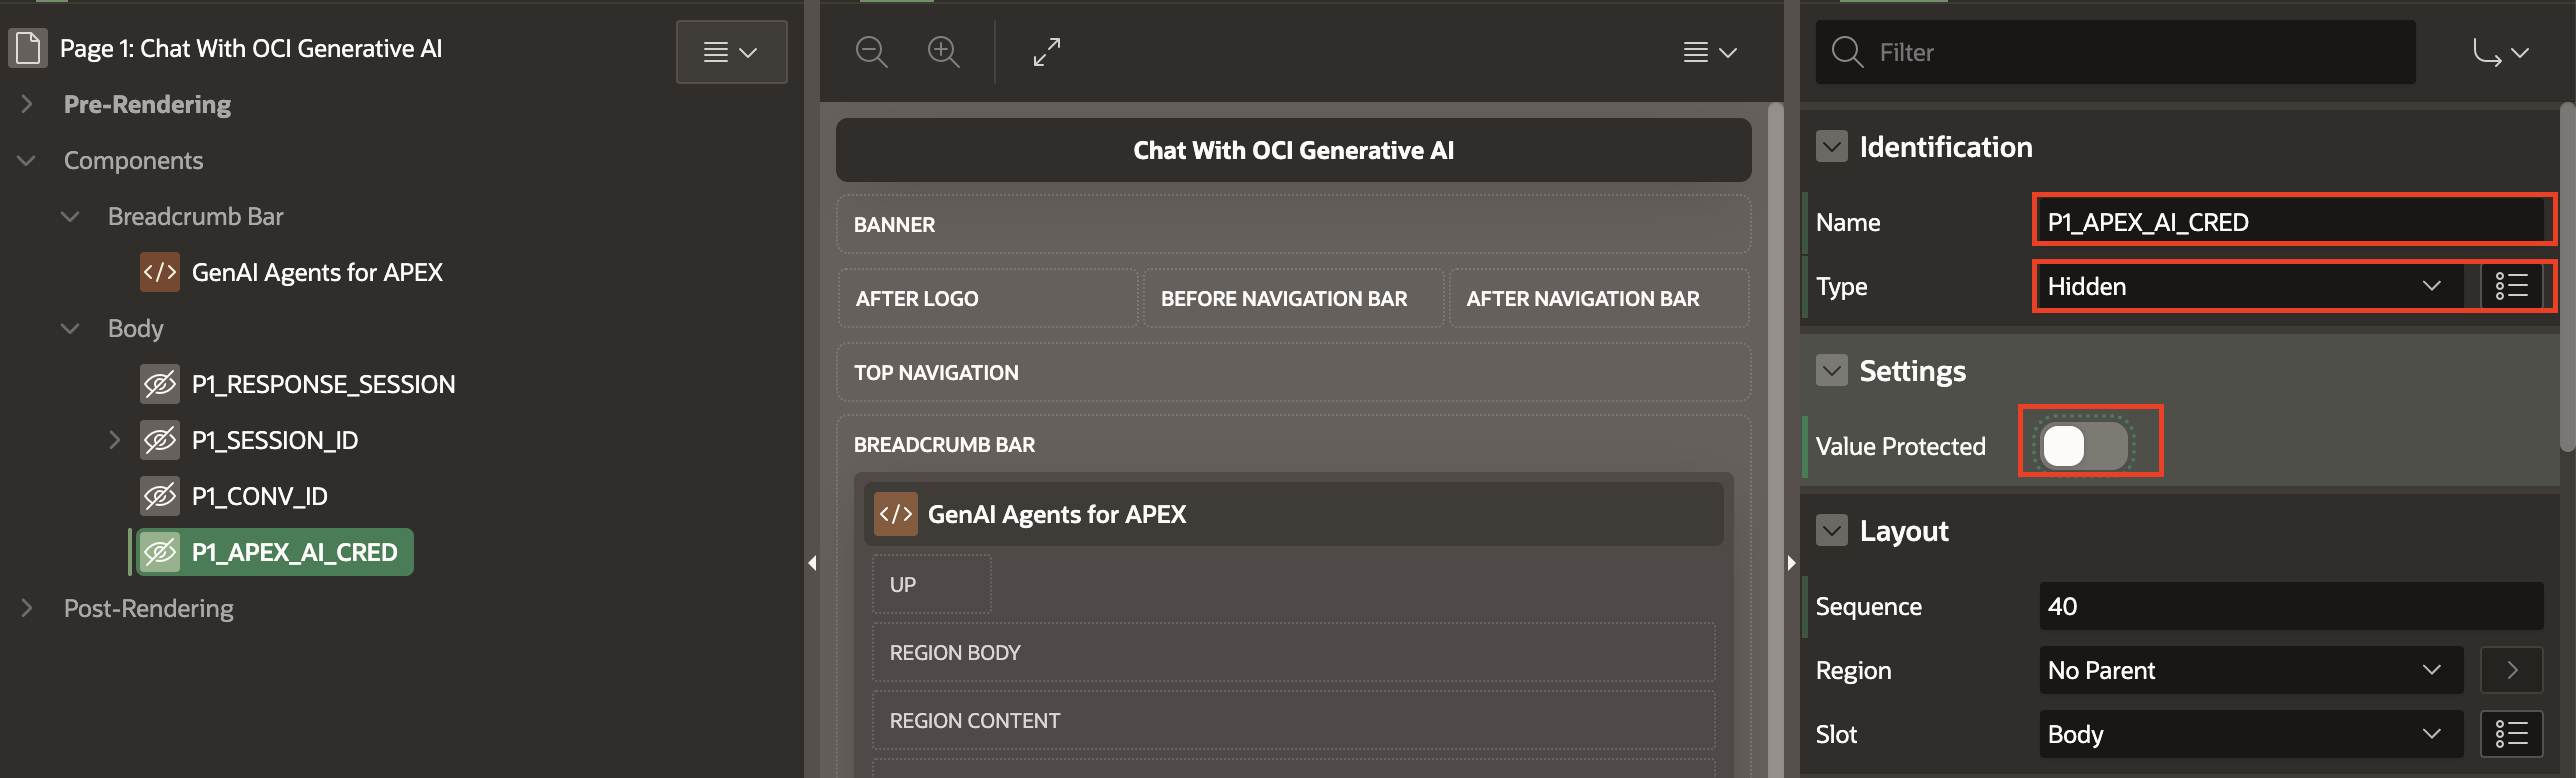 Page 1: Chat With OCI Generative AI
Pre-Rendering
Components
Breadcrumb Bar
GenAI Agents for APEX
Body
P1_RESPONSE_SESSION
P1_SESSION_ID
P1_CONV_ID
P1_APEX_AI_CRED
Post-Rendering
Chat With OCI Generative AI
BANNER
AFTER LOGO
BEFORE NAVIGATION BAR
AFTER NAVIGATION BAR
TOP NAVIGATION
BREADCRUMB BAR
GenAI Agents for APEX
UP
REGION BODY
REGION CONTENT
Filter
Identification
Name P1_APEX_AI_CRED
Type Hidden
Settings
Value Protected
Layout
Sequence 40
Region No Parent
Slot Body